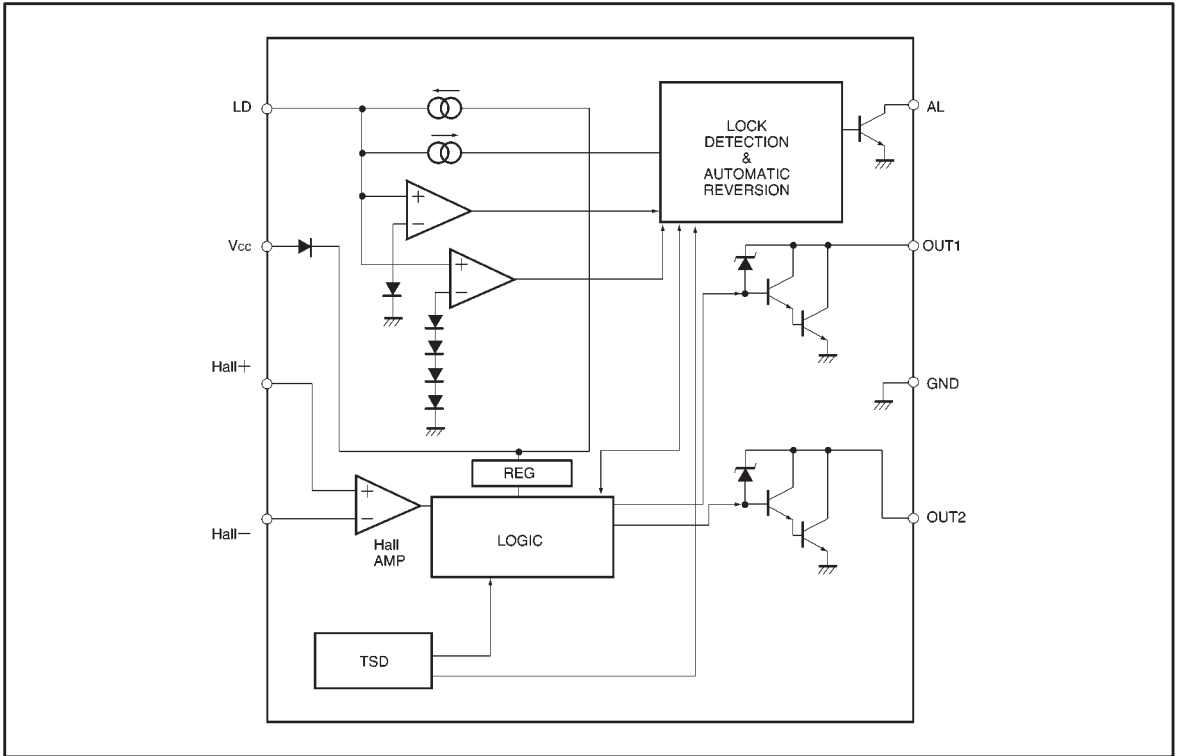 LD
AL
LOCK
DETECTION
&
AUTOMATIC
REVERSION
+
−
Vcc
OUT1
+
−
Hall+
GND
REG
+
−
Hall−
Hall
AMP
LOGIC
OUT2
TSD